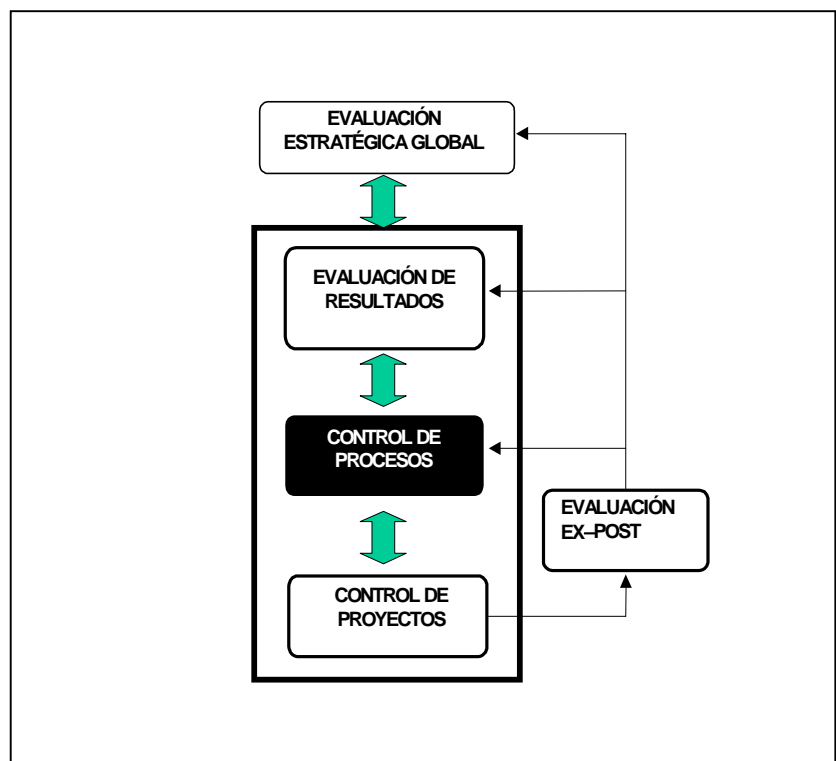 EVALUACIÓN
ESTRATÉGICA GLOBAL
EVALUACIÓN DE
RESULTADOS
CONTROL DE
PROCESOS
EVALUACIÓN
EX–POST
CONTROL DE
PROYECTOS